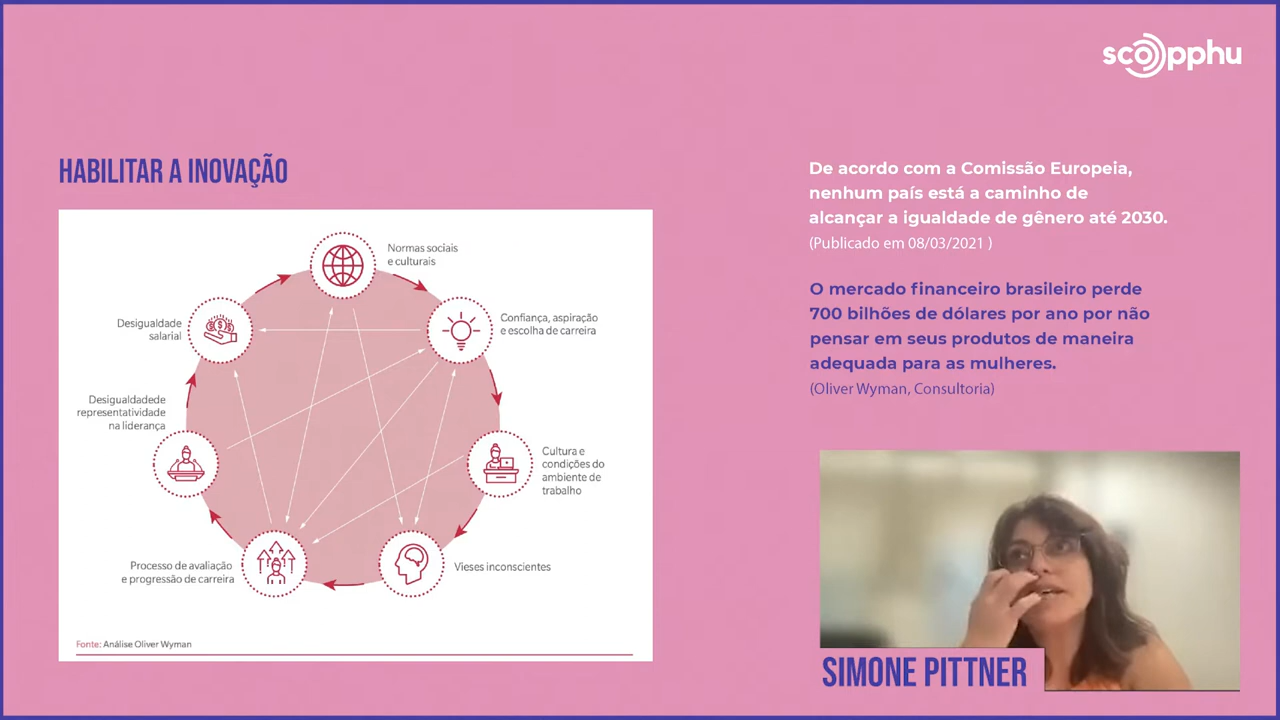 scoopphu
HABILITAR A INOVAÇÃO
De acordo com a Comissão Europeia,
nenhum país está a caminho de
alcançar a igualdade de gênero até 2030.
(Publicado em 08/03/2021 )
O mercado financeiro brasileiro perde
700 bilhões de dólares por ano por não
pensar em seus produtos de maneira
adequada para as mulheres.
(Oliver Wyman, Consultoria)
Normas sociais
e culturais
Confiança, aspiração
e escolha de carreira
Cultura e
condições do
ambiente de
trabalho
Vieses inconscientes
Processo de avaliação
e progressão de carreira
Desigualdadede
representatividade
na liderança
Desigualdade
salarial
Fonte: Análise Oliver Wyman
SIMONE PITTNER